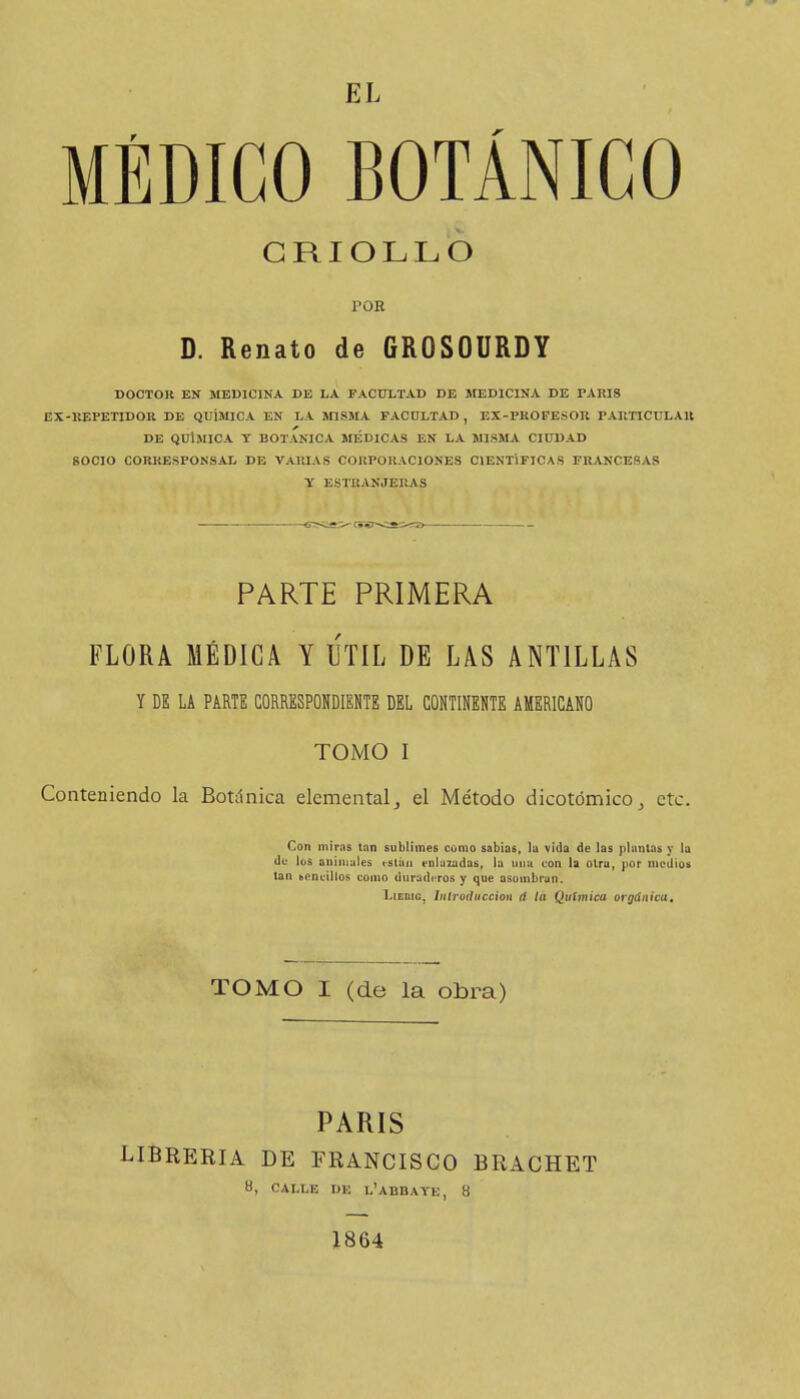 EL
MÉDICO BOTÁNICO
CRIOLLO
POR
D. Renato de GROSOURDY
DOCTOR EN MEDICINA DE LA FACULTAD DE MEDICINA DE PARIS
EX-REPETIDOR DE QUÍMICA EN LA MISMA FACULTAD, EX-PROFESOR PARTICULAR
DE QUÍMICA Y BOTÁNICA MÉDICAS EN LA MISMA CIUDAD
SOCIO CORRESPONSAL DE VARIAS CORPORACIONES CIENTÍFICAS FRANCESAS
Y ESTRANJERAS
PARTE PRIMERA
FLORA MÉDICA Y ÚTIL DE LAS ANTILLAS
Y DE LA PARTE CORRESPONDIENTE DEL CONTINENTE AMERICANO
TOMO I
Conteniendo la Botánica elemental, el Método dicotómico, etc.
Con miras tan sublimes como sabias, la vida de las plantas y la
de los animales están enlazadas, la una con la otra, por medios
tan sencillos como duraderos y que asombran.
LIEBIG, Introduccion á la Química orgánica.
TOMO I (de la obra)
PARIS
LIBRERIA DE FRANCISCO BRACHET
8, CALLE DE L'ABBAYE, 8
1864